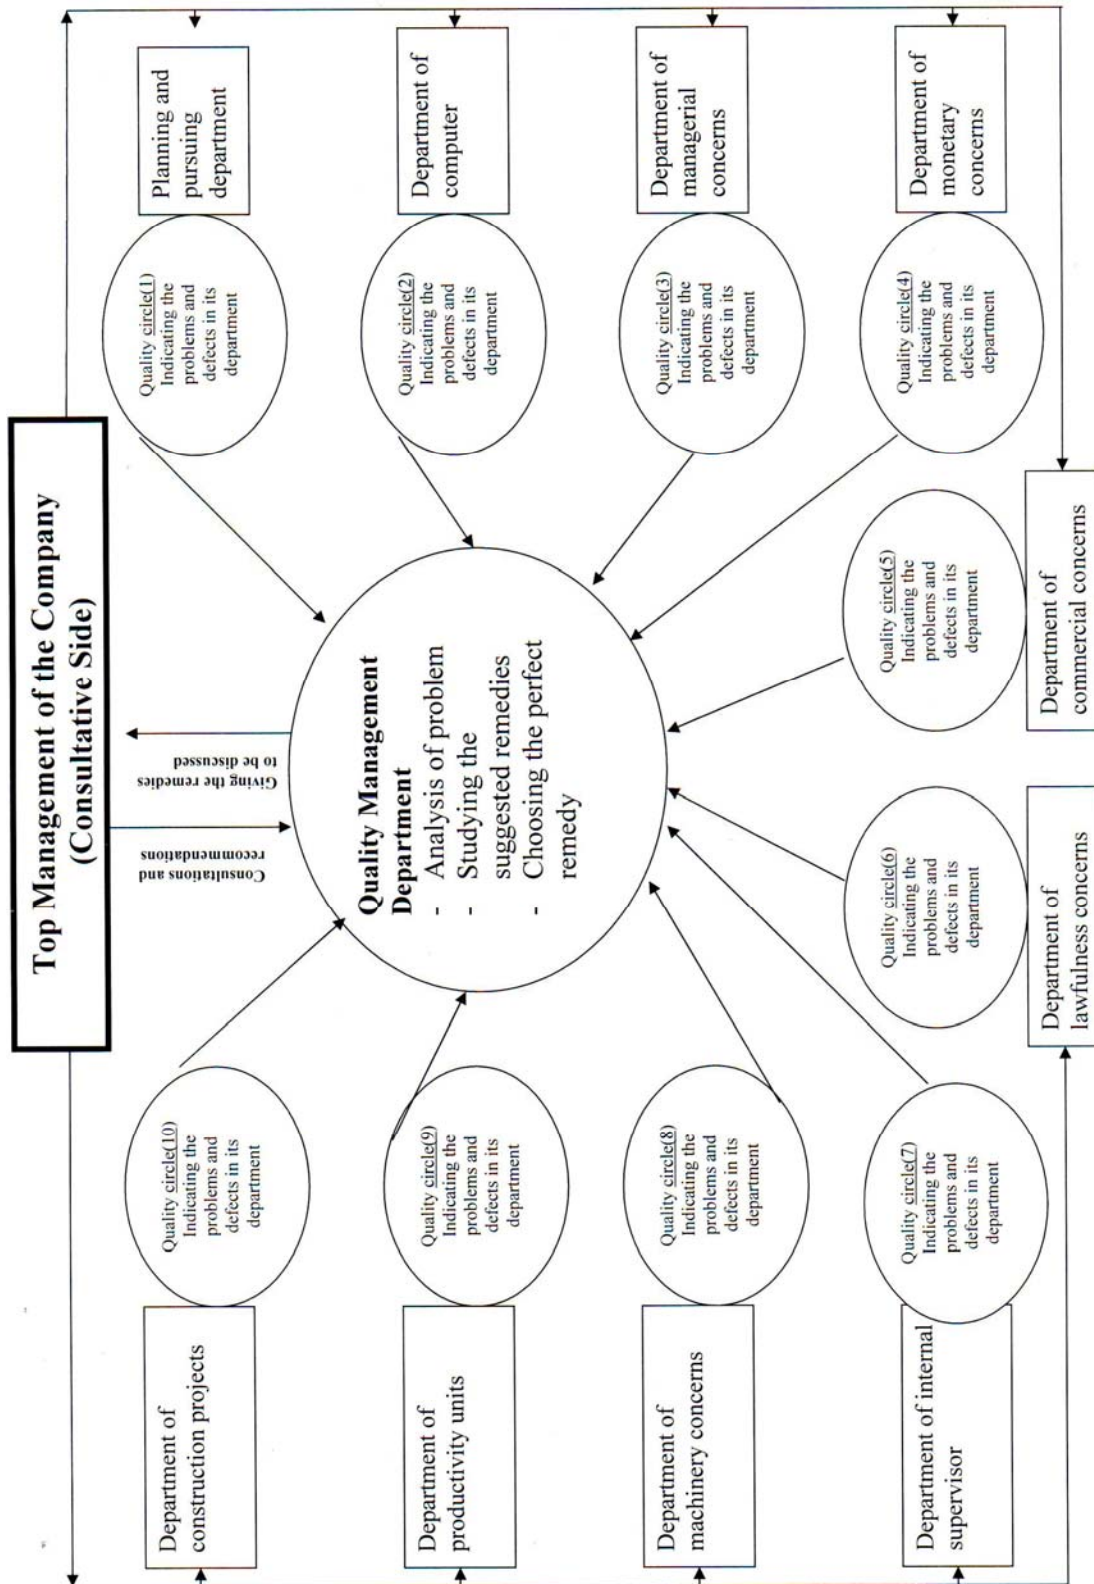 Top Management of the Company
(Consultative Side)
Consultations and
recommendations
Giving the remedies
to be discussed
Quality Management
Department
- Analysis of problem
- Studying the
suggested remedies
- Choosing the perfect
remedy
Planning and
pursuing
department
Quality circle(1)
Indicating the
problems and
defects in its
department
Department of
computer
Quality circle(2)
Indicating the
problems and
defects in its
department
Department of
managerial
concerns
Quality circle(3)
Indicating the
problems and
defects in its
department
Department of
monetary
concerns
Quality circle(4)
Indicating the
problems and
defects in its
department
Quality circle(5)
Indicating the
problems and
defects in its
department
Department of
commercial concerns
Quality circle(6)
Indicating the
problems and
defects in its
department
Department of
lawfulness concerns
Quality circle(7)
Indicating the
problems and
defects in its
department
Department of internal
supervisor
Quality circle(8)
Indicating the
problems and
defects in its
department
Department of
machinery concerns
Quality circle(9)
Indicating the
problems and
defects in its
department
Department of
productivity units
Quality circle(10)
Indicating the
problems and
defects in its
department
Department of
construction projects